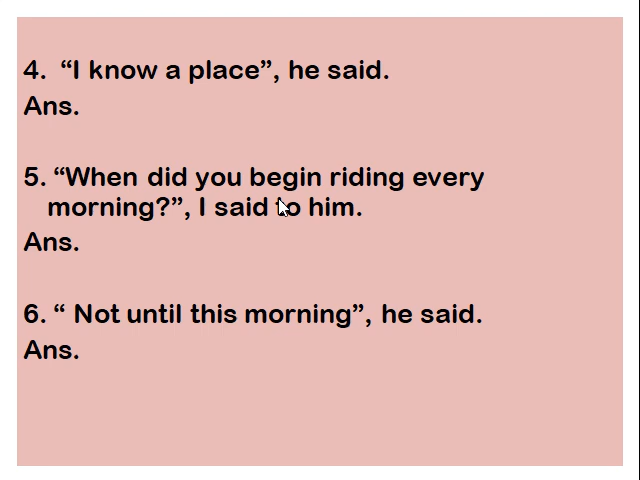 4. “I know a place”, he said.
Ans.
5. “When did you begin riding every
morning?”, I said to him.
Ans.
6. “ Not until this morning”, he said.
Ans.